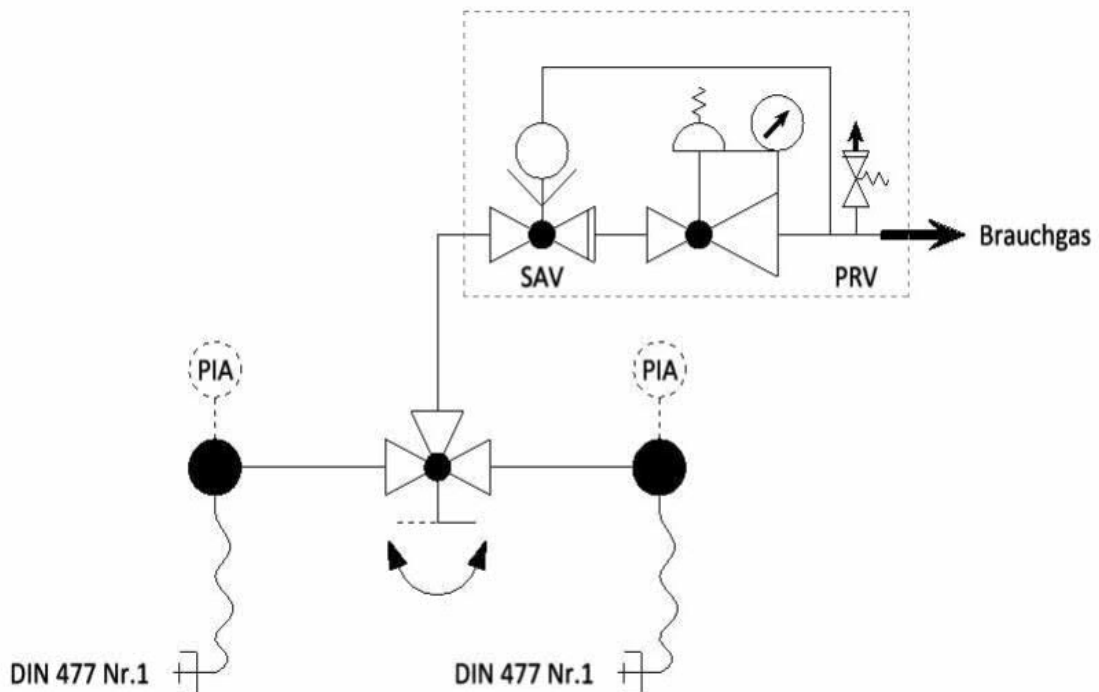 Brauchgas
SAV
PRV
PIA
PIA
DIN 477 Nr.1
DIN 477 Nr.1